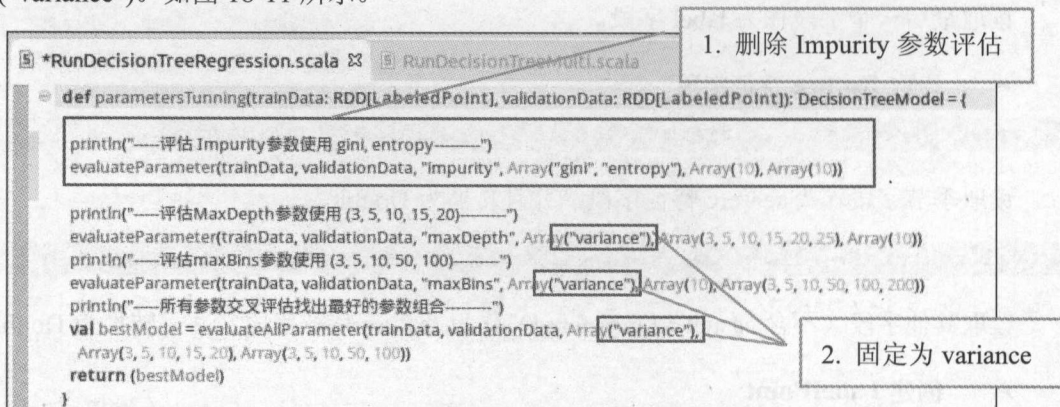 ("variance")。如图 18-11 所示。
1. 删除 Impurity 参数评估
*RunDecisionTreeRegression.scala RunDecisionTreeMulti.scala
def parametersTunning(trainData: RDD[LabeledPoint], validationData: RDD[LabeledPoint]): DecisionTreeModel = {
println("-----评估 Impurity参数使用 gini, entropy---------")
evaluateParameter(trainData, validationData, "impurity", Array("gini", "entropy"), Array(10), Array(10))
println("-----评估MaxDepth参数使用 (3, 5, 10, 15, 20)---------")
evaluateParameter(trainData, validationData, "maxDepth", Array("variance"), Array(3, 5, 10, 15, 20, 25), Array(10))
println("-----评估maxBins参数使用 (3, 5, 10, 50, 100)---------")
evaluateParameter(trainData, validationData, "maxBins", Array("variance"), Array(10), Array(3, 5, 10, 50, 100, 200))
println("-----所有参数交叉评估找出最好的参数组合---------")
val bestModel = evaluateAllParameter(trainData, validationData, Array("variance"),
Array(3, 5, 10, 15, 20), Array(3, 5, 10, 50, 100))
return (bestModel)
}
2. 固定为 variance